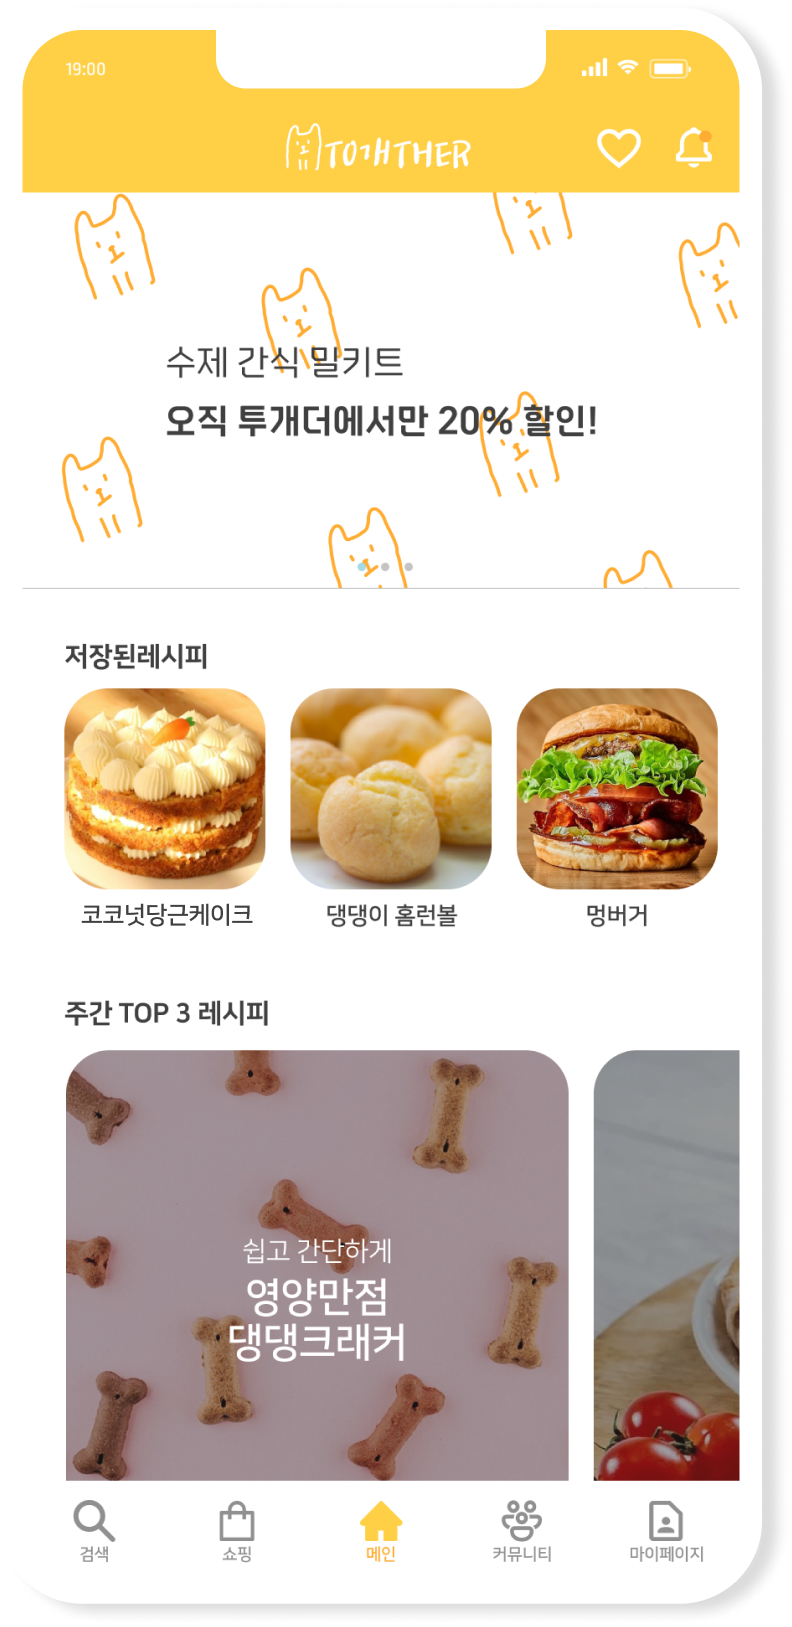 19:00
TO개THER
수제 간식 밀키트
오직 투개더에서만 20% 할인!
저장된레시피
코코넛당근케이크
댕댕이 홈런볼
멍버거
주간 TOP 3 레시피
쉽고 간단하게
영양만점
댕댕크래커
검색
쇼핑
메인
커뮤니티
마이페이지